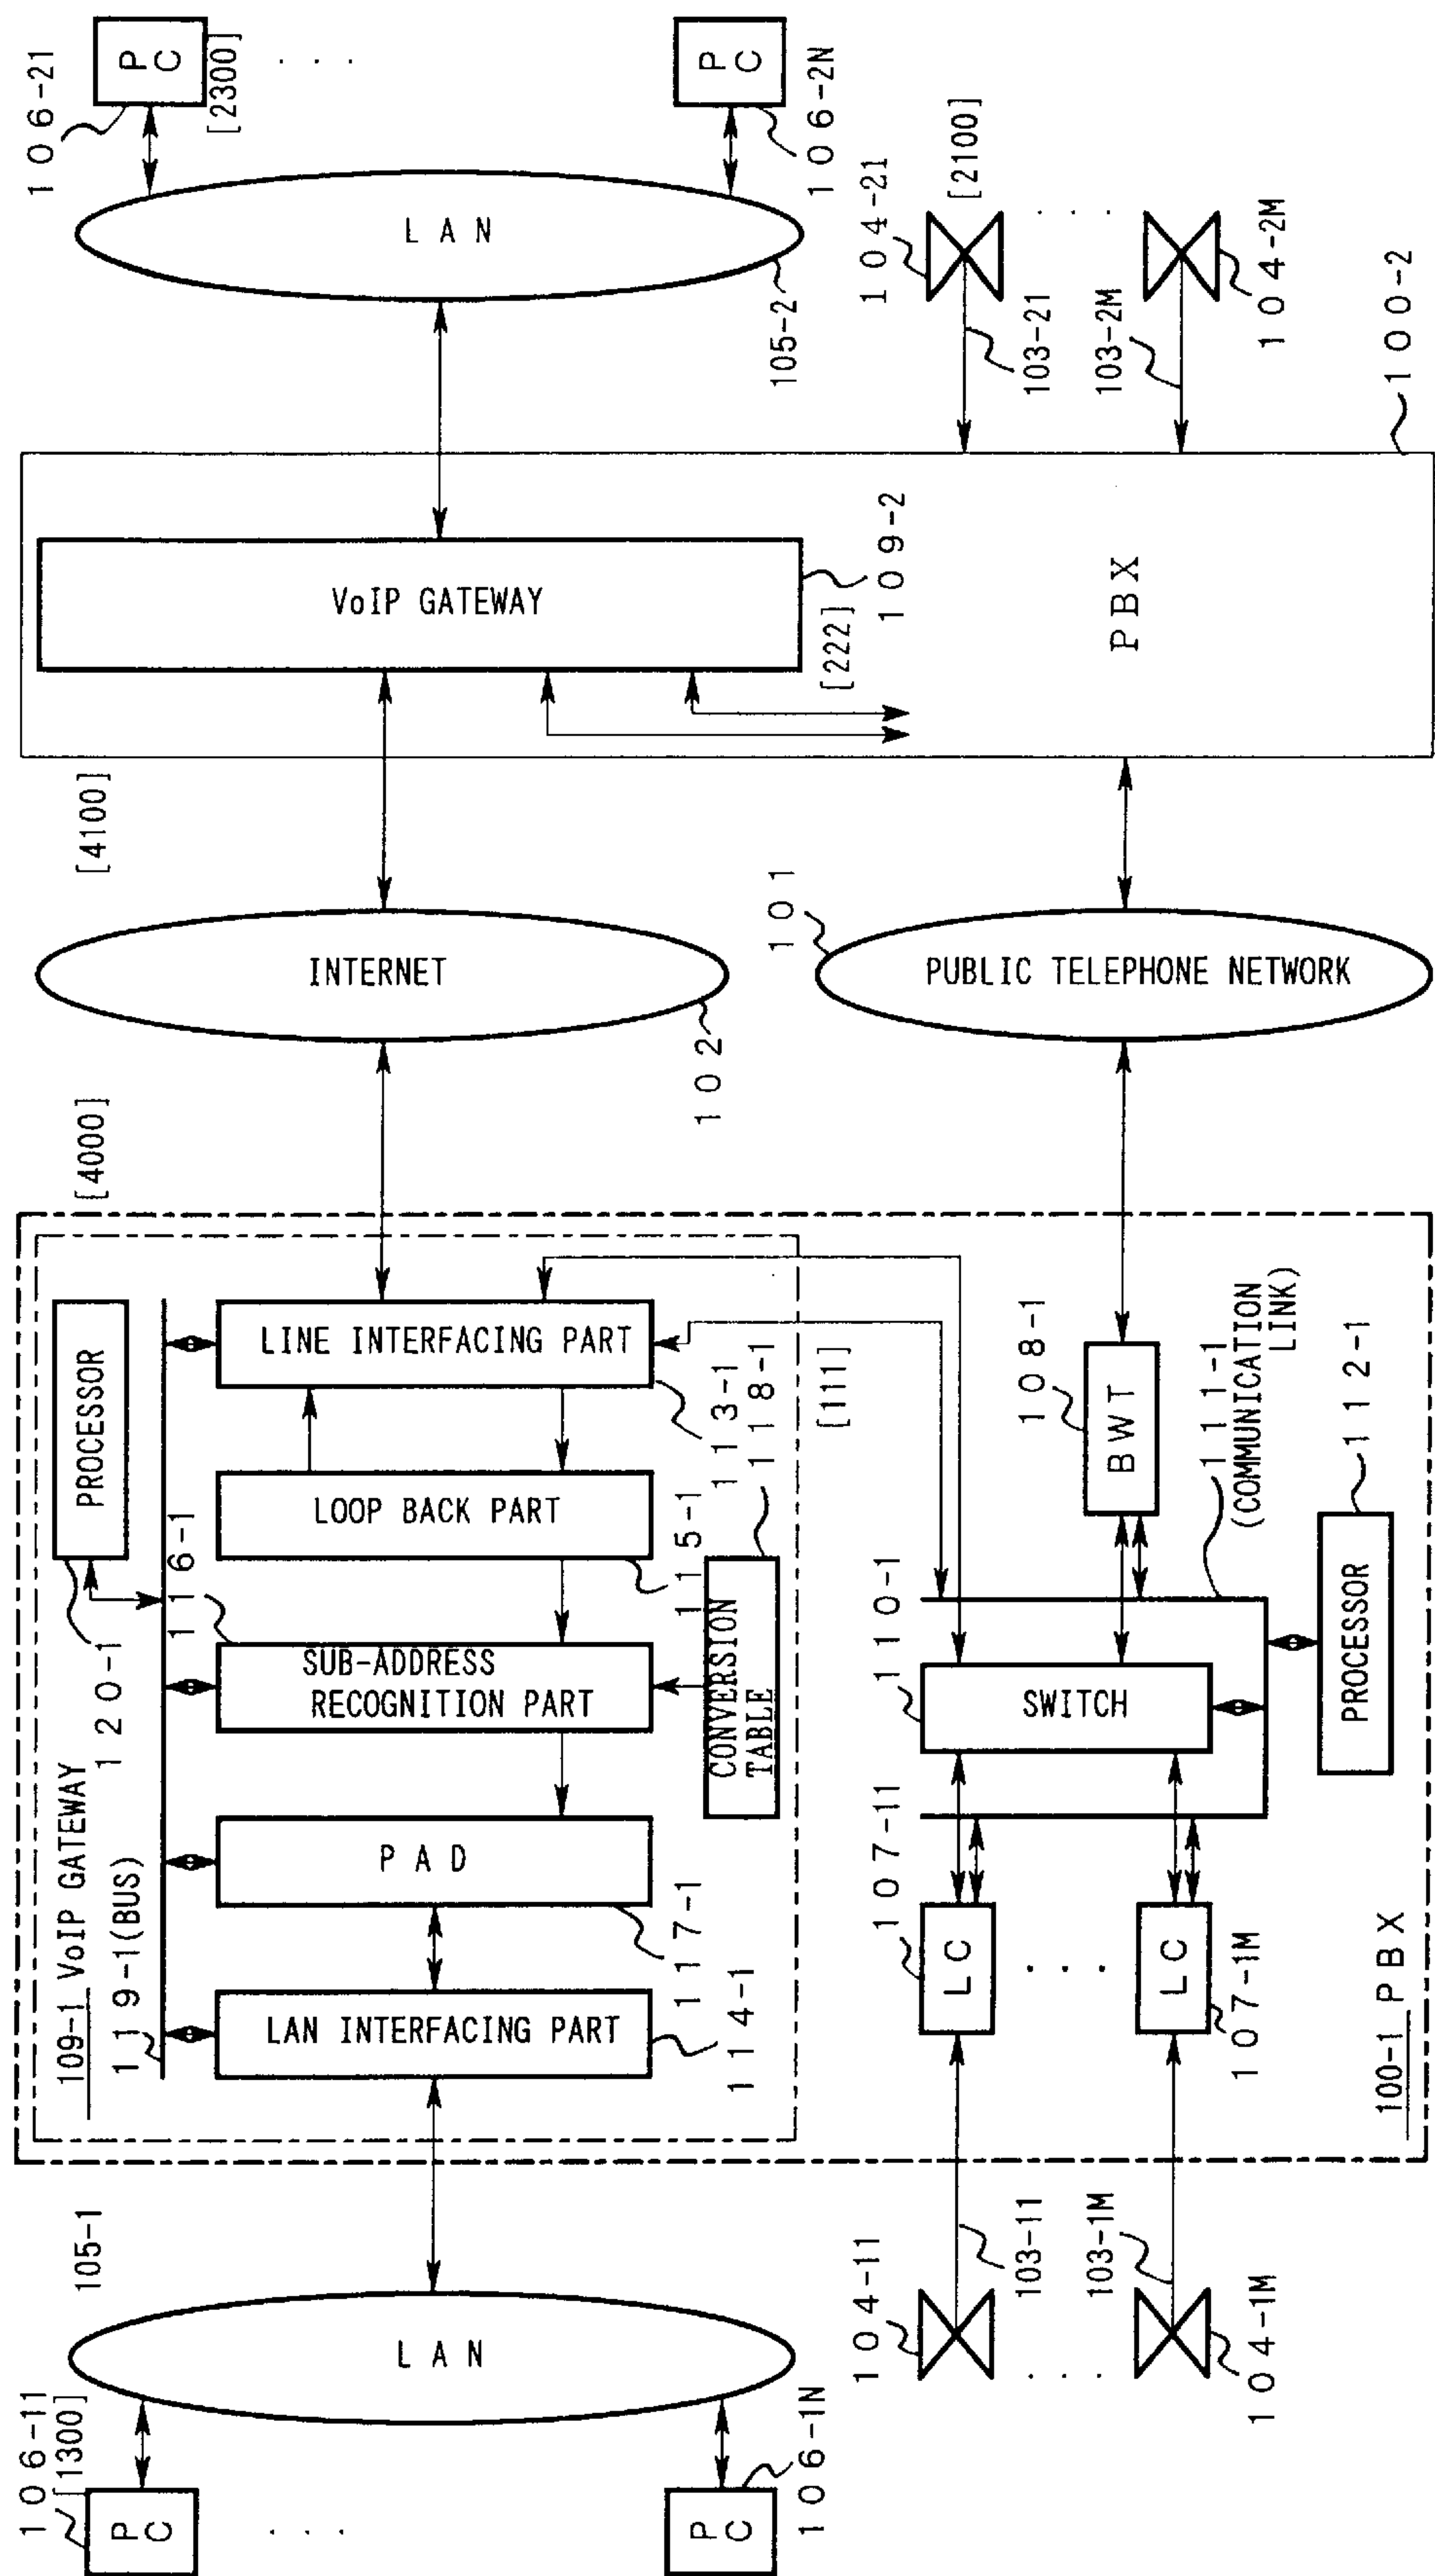 106-11
[1300]
PC
. . .
PC
106-1N
LAN
105-1
104-11
103-11
. . .
103-1M
104-1M
109-1 VoIP GATEWAY
119-1(BUS)
120-1
PROCESSOR
LAN INTERFACING PART
114-1
PAD
117-1
116-1
SUB-ADDRESS
RECOGNITION PART
CONVERSION
TABLE
118-1
LOOP BACK PART
115-1
LINE INTERFACING PART
113-1
[111]
[4000]
107-11
LC
. . .
LC
107-1M
110-1
SWITCH
108-1
BWT
111-1
(COMMUNICATION
LINK)
PROCESSOR
112-1
100-1 PBX
INTERNET
102
101
PUBLIC TELEPHONE NETWORK
[4100]
VoIP GATEWAY
109-2
[222]
PBX
100-2
LAN
105-2
106-21
PC
[2300]
. . .
PC
106-2N
104-21
[2100]
103-21
. . .
103-2M
104-2M